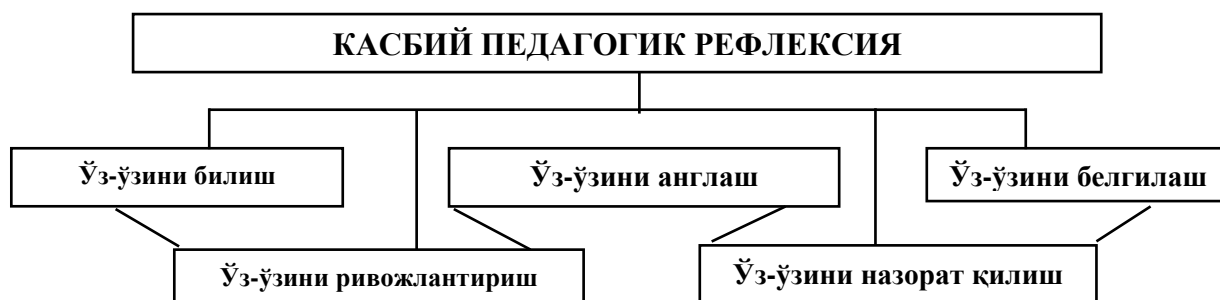 КАСБИЙ ПЕДАГОГИК РЕФЛЕКСИЯ
Ўз-ўзини билиш
Ўз-ўзини англаш
Ўз-ўзини белгилаш
Ўз-ўзини ривожлантириш
Ўз-ўзини назорат қилиш